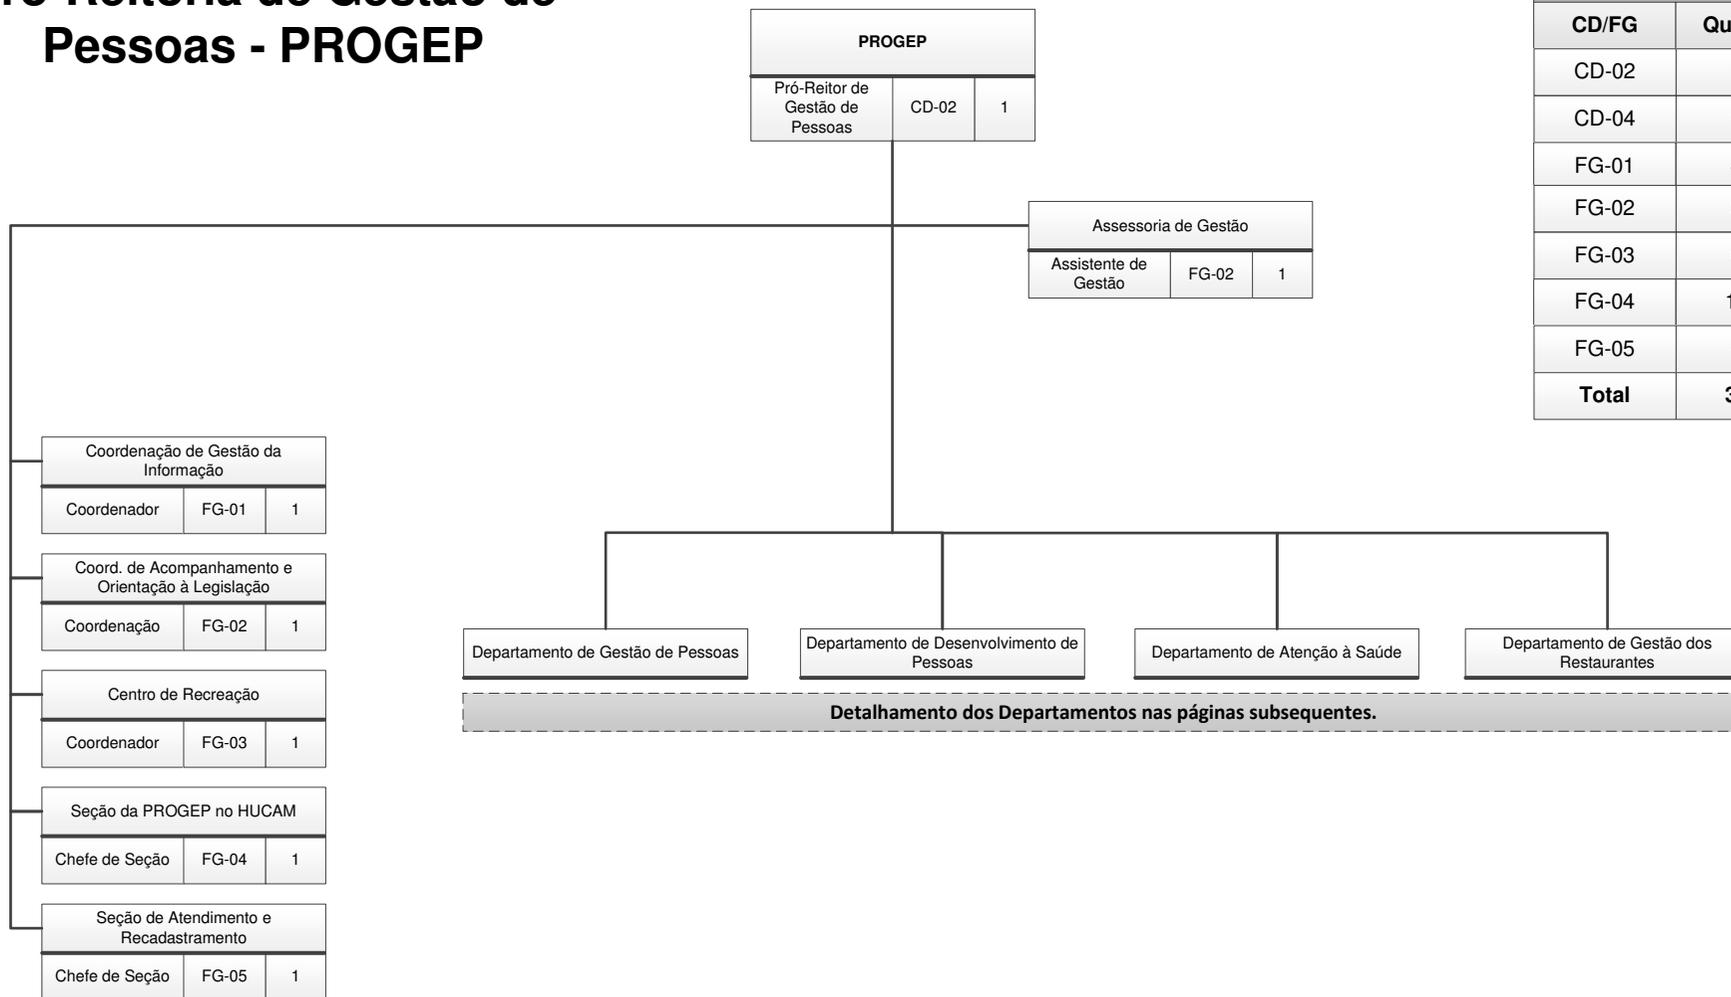 Pessoas - PROGEP
PROGEP
Pró-Reitor de
Gestão de
Pessoas
CD-02
1
Assessoria de Gestão
Assistente de
Gestão
FG-02
1
CD/FG
CD-02
CD-04
FG-01
FG-02
FG-03
FG-04
FG-05
Total
Coordenação de Gestão da
Informação
Coordenador
FG-01
1
Coord. de Acompanhamento e
Orientação à Legislação
Coordenação
FG-02
1
Centro de Recreação
Coordenador
FG-03
1
Seção da PROGEP no HUCAM
Chefe de Seção
FG-04
1
Seção de Atendimento e
Recadastramento
Chefe de Seção
FG-05
1
Departamento de Gestão de Pessoas
Departamento de Desenvolvimento de
Pessoas
Departamento de Atenção à Saúde
Departamento de Gestão dos
Restaurantes
Detalhamento dos Departamentos nas páginas subsequentes.